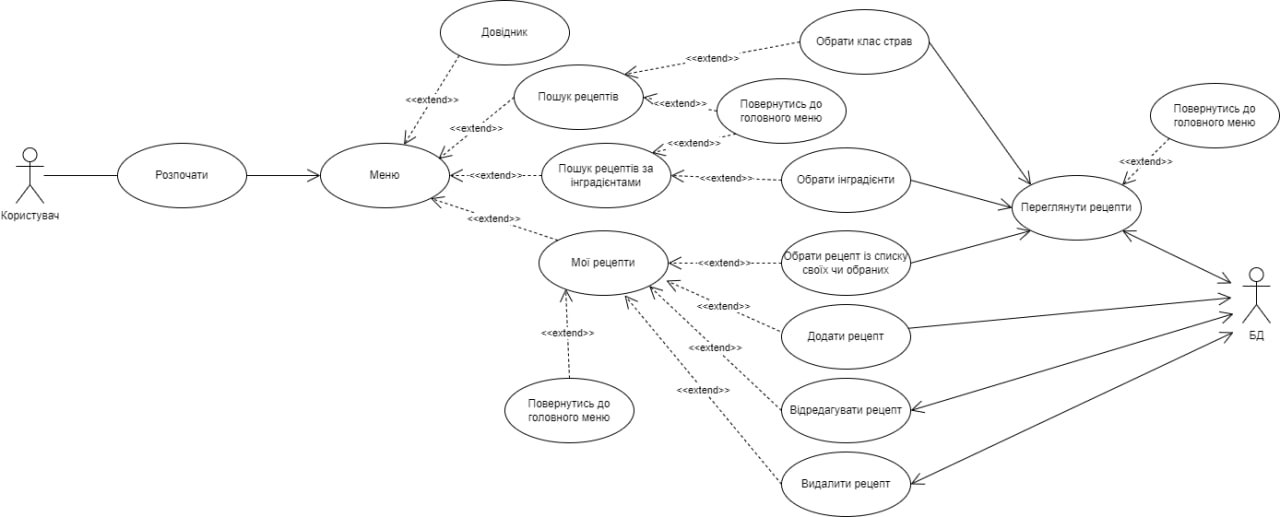 Довідник
Обрати клас страв
<<extend>>
Пошук рецептів
<<extend>>
<<extend>>
Повернутись до
головного меню
Повернутись до
головного меню
<<extend>>
<<extend>>
<<extend>>
Користувач
Розпочати
Меню
<<extend>>
Пошук рецептів за
інградієнтами
<<extend>>
Обрати інградієнти
Переглянути рецепти
<<extend>>
Мої рецепти
<<extend>>
Обрати рецепт із списку
своїх чи обраних
<<extend>>
<<extend>>
Додати рецепт
БД
<<extend>>
<<extend>>
Повернутись до
головного меню
Відредагувати рецепт
Видалити рецепт